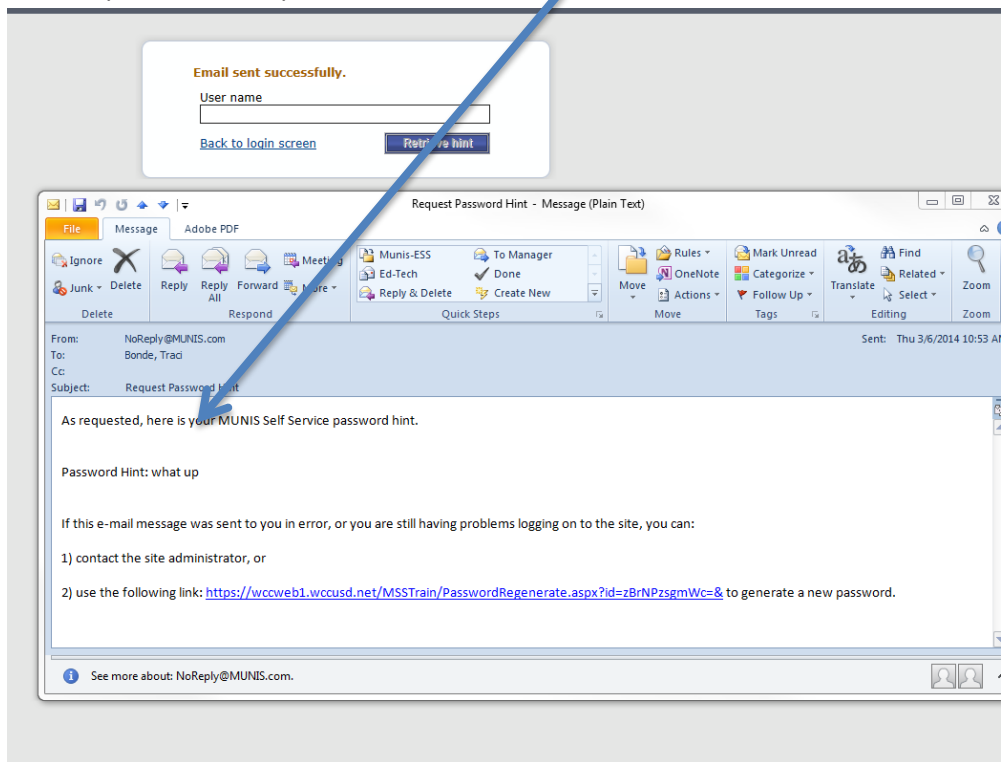 Email sent successfully.
User name
Back to login screen
Retrieve hint
Request Password Hint - Message (Plain Text)
File Message Adobe PDF
Ignore
Junk
Delete
Reply
Reply All
Forward
Meeting
More
Munis-ESS
Ed-Tech
Reply & Delete
To Manager
Done
Create New
Move
Rules
OneNote
Actions
Mark Unread
Categorize
Follow Up
Translate
Find
Related
Select
Zoom
Delete Respond Quick Steps Move Tags Editing Zoom
From: NoReply@MUNIS.com Sent: Thu 3/6/2014 10:53 AM
To: Bonde, Traci
Cc:
Subject: Request Password Hint
As requested, here is your MUNIS Self Service password hint.
Password Hint: what up
If this e-mail message was sent to you in error, or you are still having problems logging on to the site, you can:
1) contact the site administrator, or
2) use the following link: https://wccweb1.wccusd.net/MSSTrain/PasswordRegenerate.aspx?id=zBrNPzsgmWc=& to generate a new password.
See more about: NoReply@MUNIS.com.